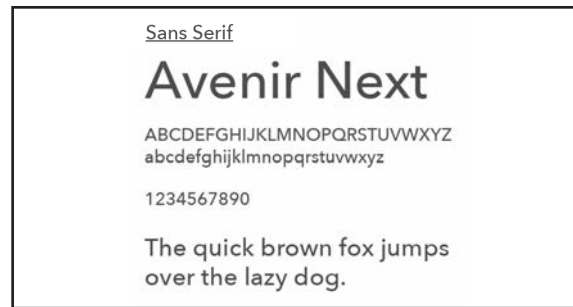 Sans Serif
Avenir Next
ABCDEFGHIJKLMNOPQRSTUVWXYZ
abcdefghijklmnopqrstuvwxyz
1234567890
The quick brown fox jumps
over the lazy dog.